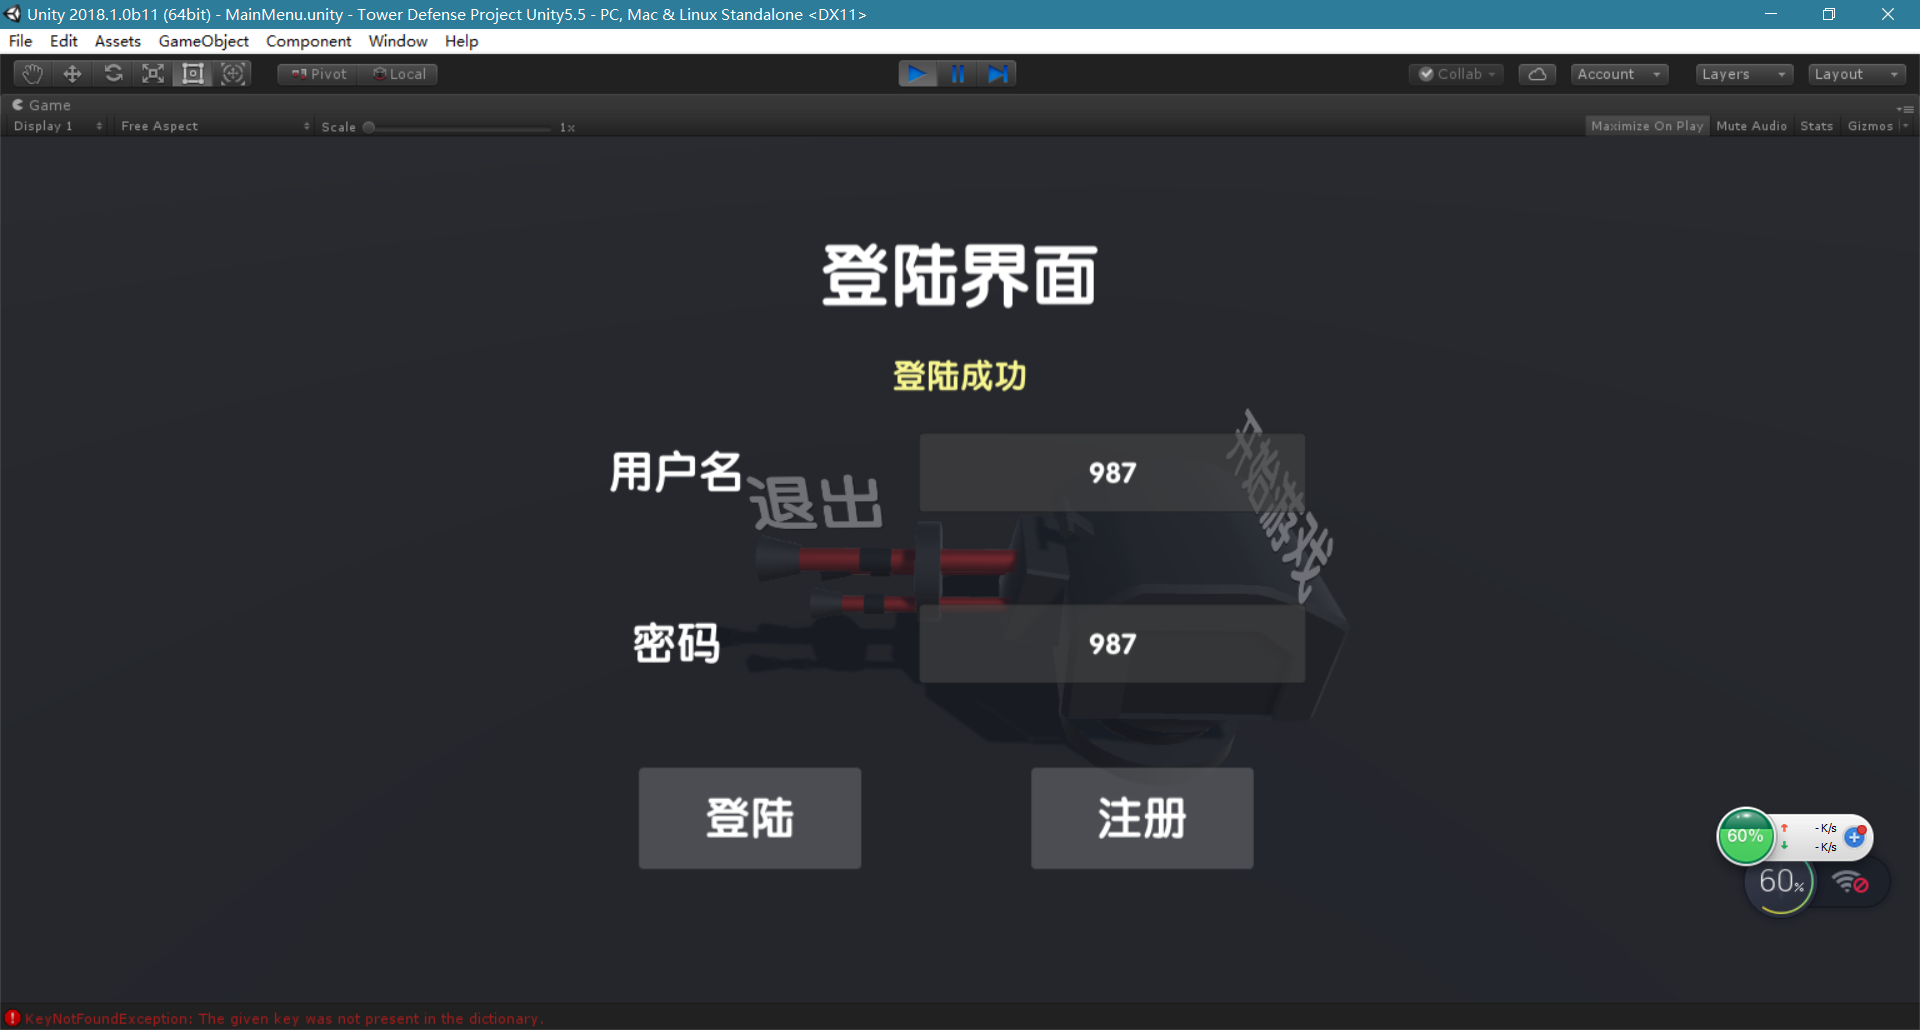 Unity 2018.1.0b11 (64bit) - MainMenu.unity - Tower Defense Project Unity5.5 - PC, Mac & Linux Standalone <DX11>
File Edit Assets GameObject Component Window Help
Pivot Local Collab Account Layers Layout
Game
Display 1 Free Aspect Scale 1x Maximize On Play Mute Audio Stats Gizmos
登陆界面
登陆成功
用户名 987
退出
密码 987
登陆 注册
60% - K/s
- K/s
60%
KeyNotFoundException: The given key was not present in the dictionary.